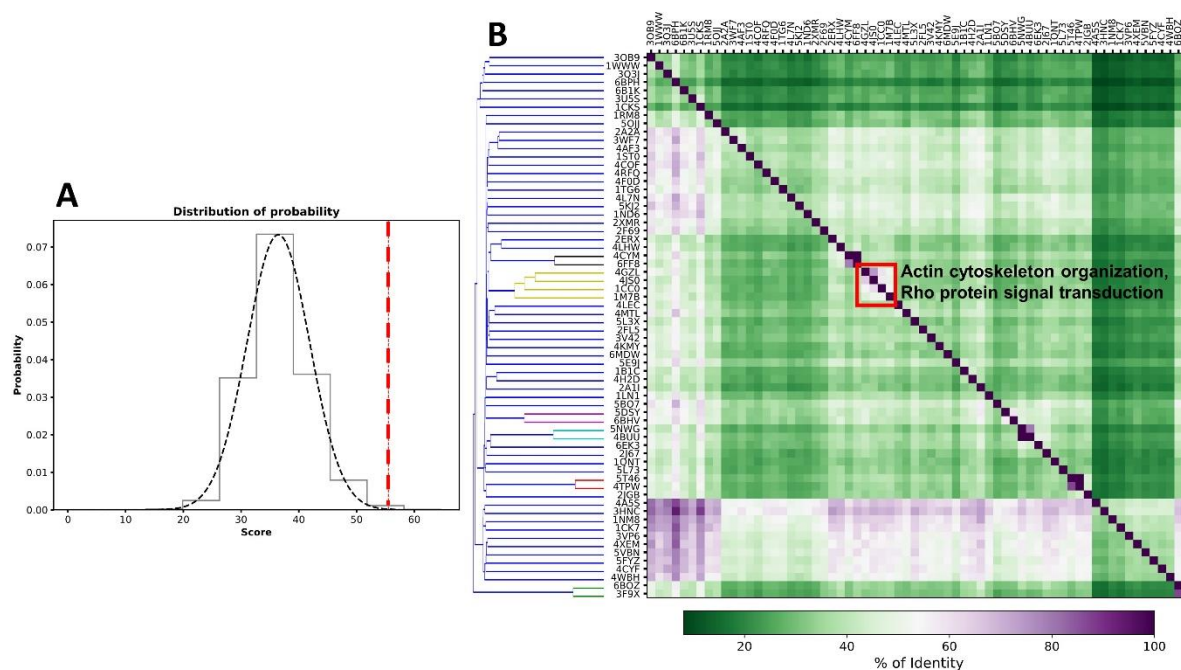 A
Distribution of probability
0.07
0.06
0.05
0.04
0.03
0.02
0.01
0.00
Probability
0 10 20 30 40 50 60
Score
B
3OB9
1WWW
3Q3J
6BPH
6B1K
3U5S
1CKS
1RM8
5OJJ
2A2A
3WF7
4AF3
1ST0
4COF
4RFQ
4F0D
1TG6
4L7N
5KJ2
1ND6
2XMR
2F69
2ERX
4LHW
4CYM
6FF8
4GZL
4JS0
1CC0
1M7B
4LEC
4MTL
5L3X
2FL5
3V42
4KMY
6MDW
5E9J
1B1C
4H2D
2A1I
1LN1
5BO7
5DSY
6BHV
5NWG
4BUU
6EK3
2J67
1QNT
5L73
5T46
4TPW
2JGB
4A5S
3HNC
1NM8
1CK7
3VP6
4XEM
5VBN
5FYZ
4CYF
4WBH
6BOZ
3F9X
Actin cytoskeleton organization,
Rho protein signal transduction
20 40 60 80 100
% of Identity